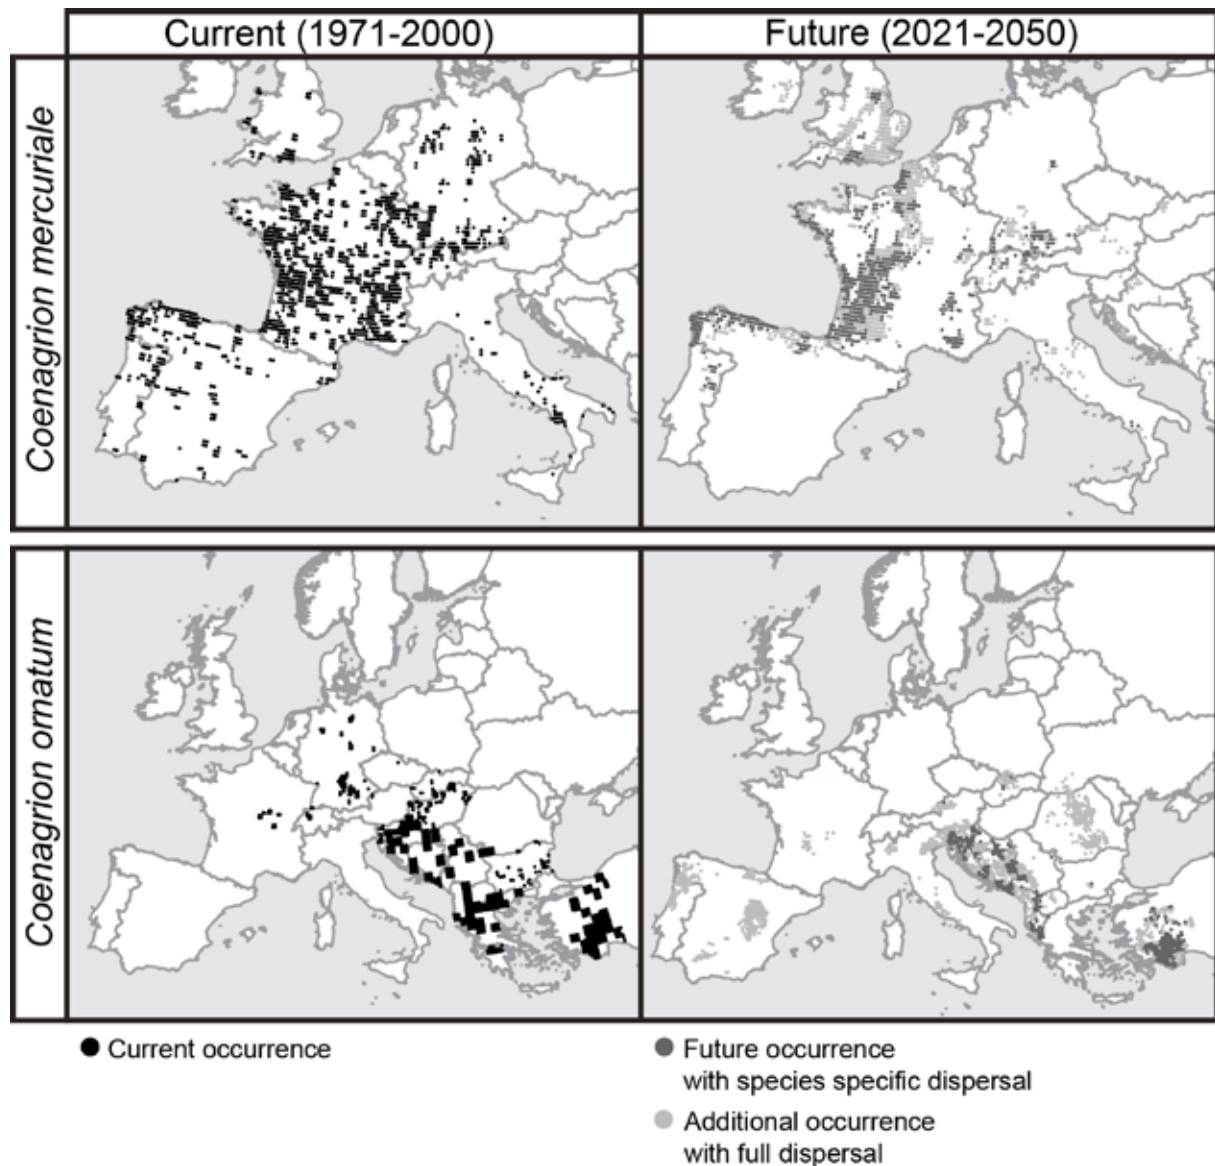 Current (1971-2000)
Future (2021-2050)
Coenagrion mercuriale
Coenagrion ornatum
Current occurrence
Future occurrence
with species specific dispersal
Additional occurrence
with full dispersal